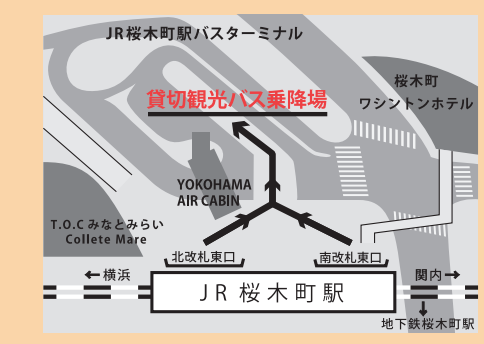 JR桜木町駅バスターミナル
貸切観光バス乗降場
桜木町
ワシントンホテル
YOKOHAMA
AIR CABIN
T.O.C みなとみらい
Collete Mare
北改札東口
南改札東口
←横浜
関内→
JR 桜木町駅
地下鉄桜木町駅